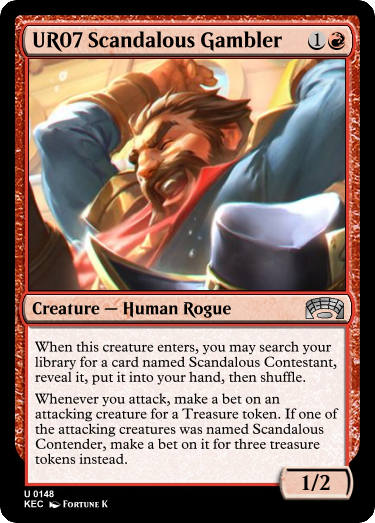 UR07 Scandalous Gambler 1
Creature — Human Rogue
When this creature enters, you may search your
library for a card named Scandalous Contestant,
reveal it, put it into your hand, then shuffle.
Whenever you attack, make a bet on an
attacking creature for a Treasure token. If one of
the attacking creatures was named Scandalous
Contender, make a bet on it for three treasure
tokens instead.
1/2
U 0148
KEC Fortune K